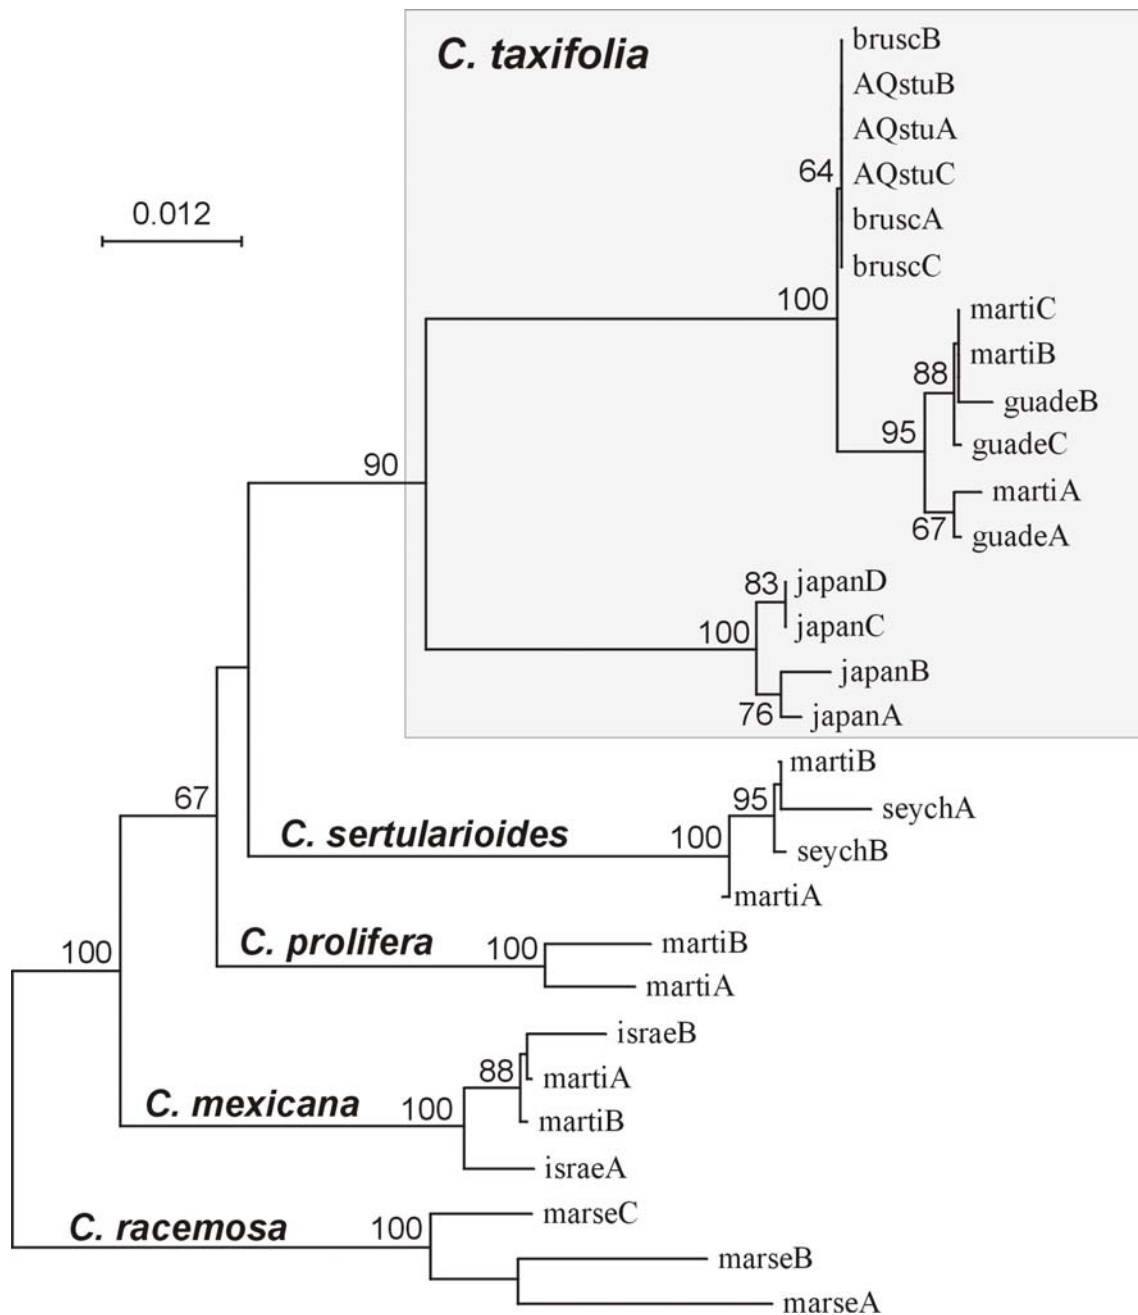 C. taxifolia
bruscB
AQstuB
AQstuA
64
AQstuC
0.012
bruscA
bruscC
100
martiC
martiB
88
guadeB
95
guadeC
90
martiA
67
guadeA
83
japanD
100
japanC
japanB
76
japanA
martiB
67
95
seychA
C. sertularioides
100
seychB
martiA
C. prolifera
100
martiB
100
martiA
israeB
88
martiA
C. mexicana
100
martiB
israeA
C. racemosa
100
marseC
marseB
marseA